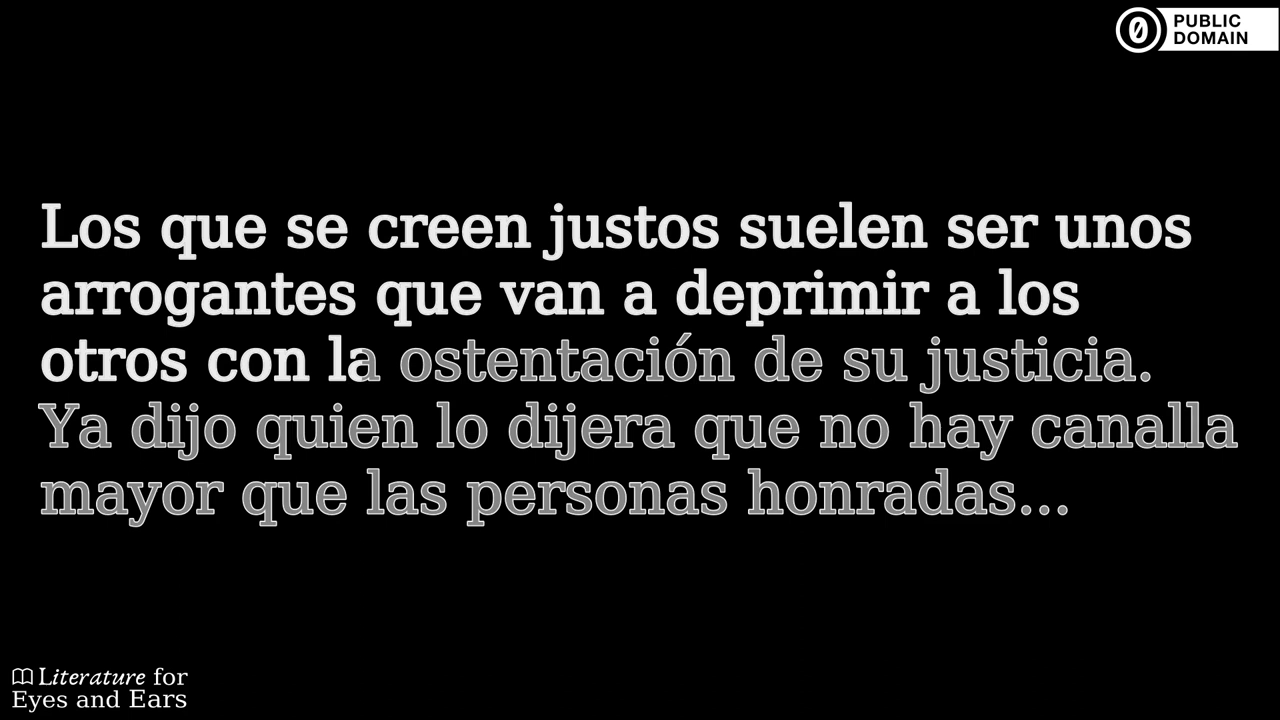 PUBLIC
DOMAIN
Los que se creen justos suelen ser unos
arrogantes que van a deprimir a los
otros con la ostentación de su justicia.
Ya dijo quien lo dijera que no hay canalla
mayor que las personas honradas...
Literature for
Eyes and Ears